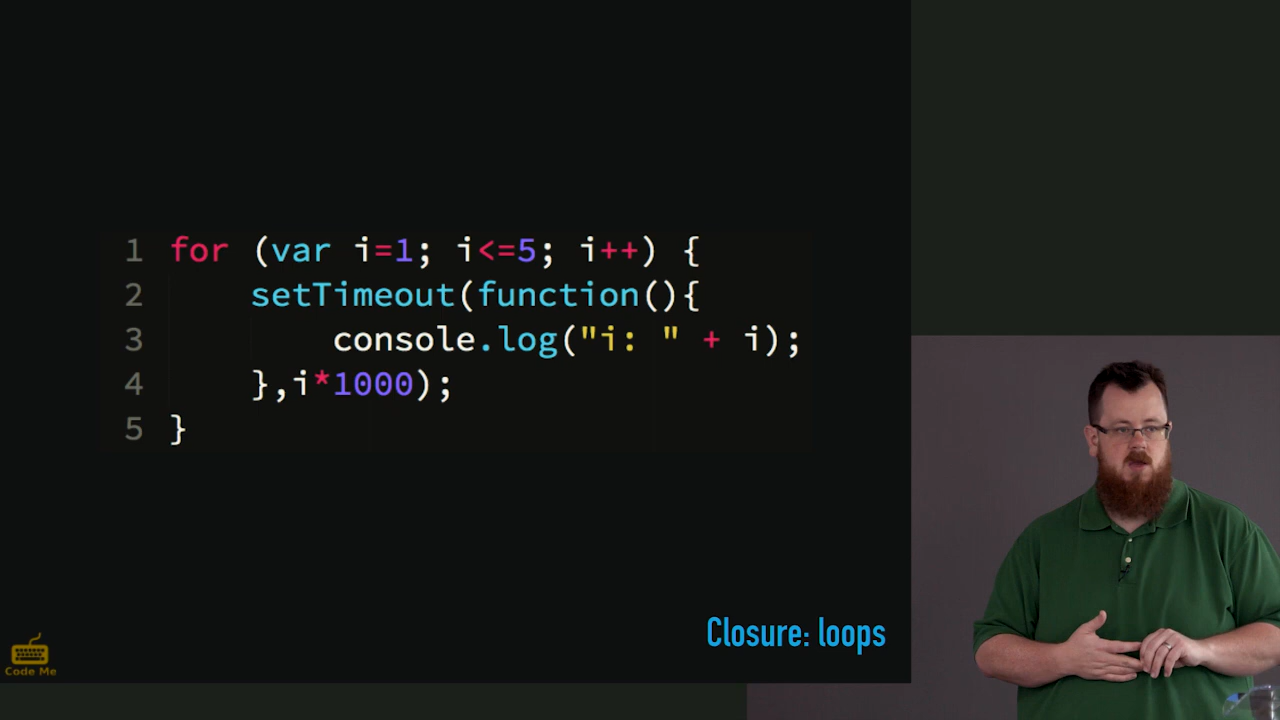 1 for (var i=1; i<=5; i++) {
2     setTimeout(function(){
3         console.log("i: " + i);
4     },i*1000);
5 }
Closure: loops
Code Me